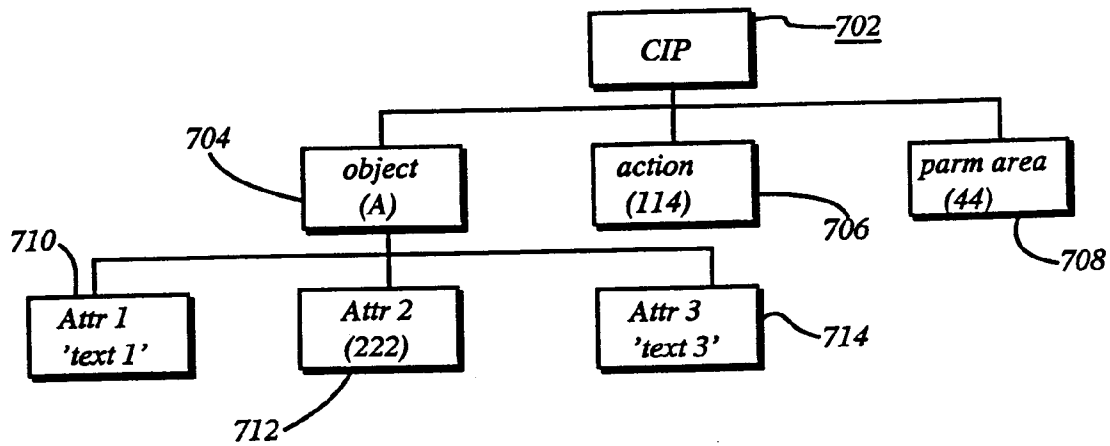 CIP
702
704
object
(A)
action
(114)
706
parm area
(44)
708
710
Attr 1
'text 1'
Attr 2
(222)
712
Attr 3
'text 3'
714